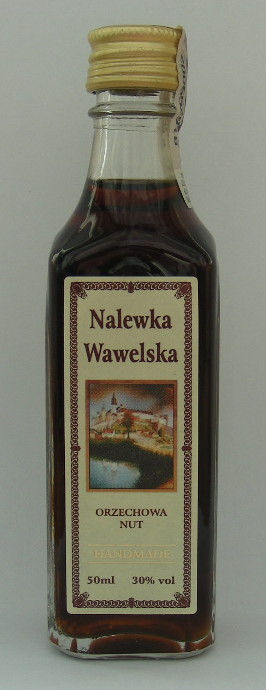 Nalewka
Wawelska
ORZECHOWA
NUT
HANDMADE
50ml 30% vol